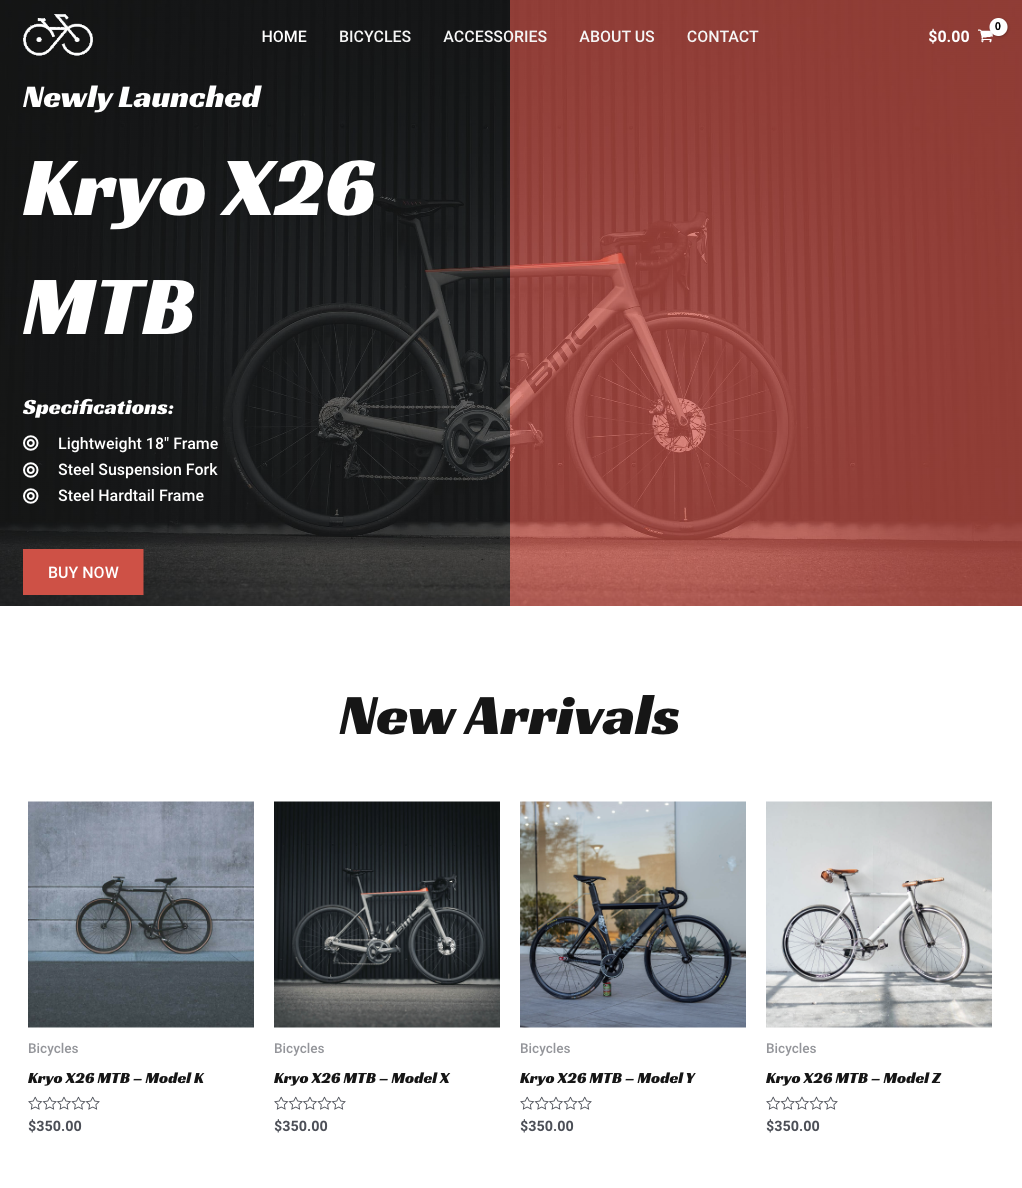 HOME BICYCLES ACCESSORIES ABOUT US CONTACT $0.00 0
Newly Launched
Kryo X26
MTB
BMC
Specifications:
Lightweight 18" Frame
Steel Suspension Fork
Steel Hardtail Frame
BUY NOW
New Arrivals
Bicycles
Kryo X26 MTB – Model K
$350.00
BMC
Bicycles
Kryo X26 MTB – Model X
$350.00
Bicycles
Kryo X26 MTB – Model Y
$350.00
Bicycles
Kryo X26 MTB – Model Z
$350.00